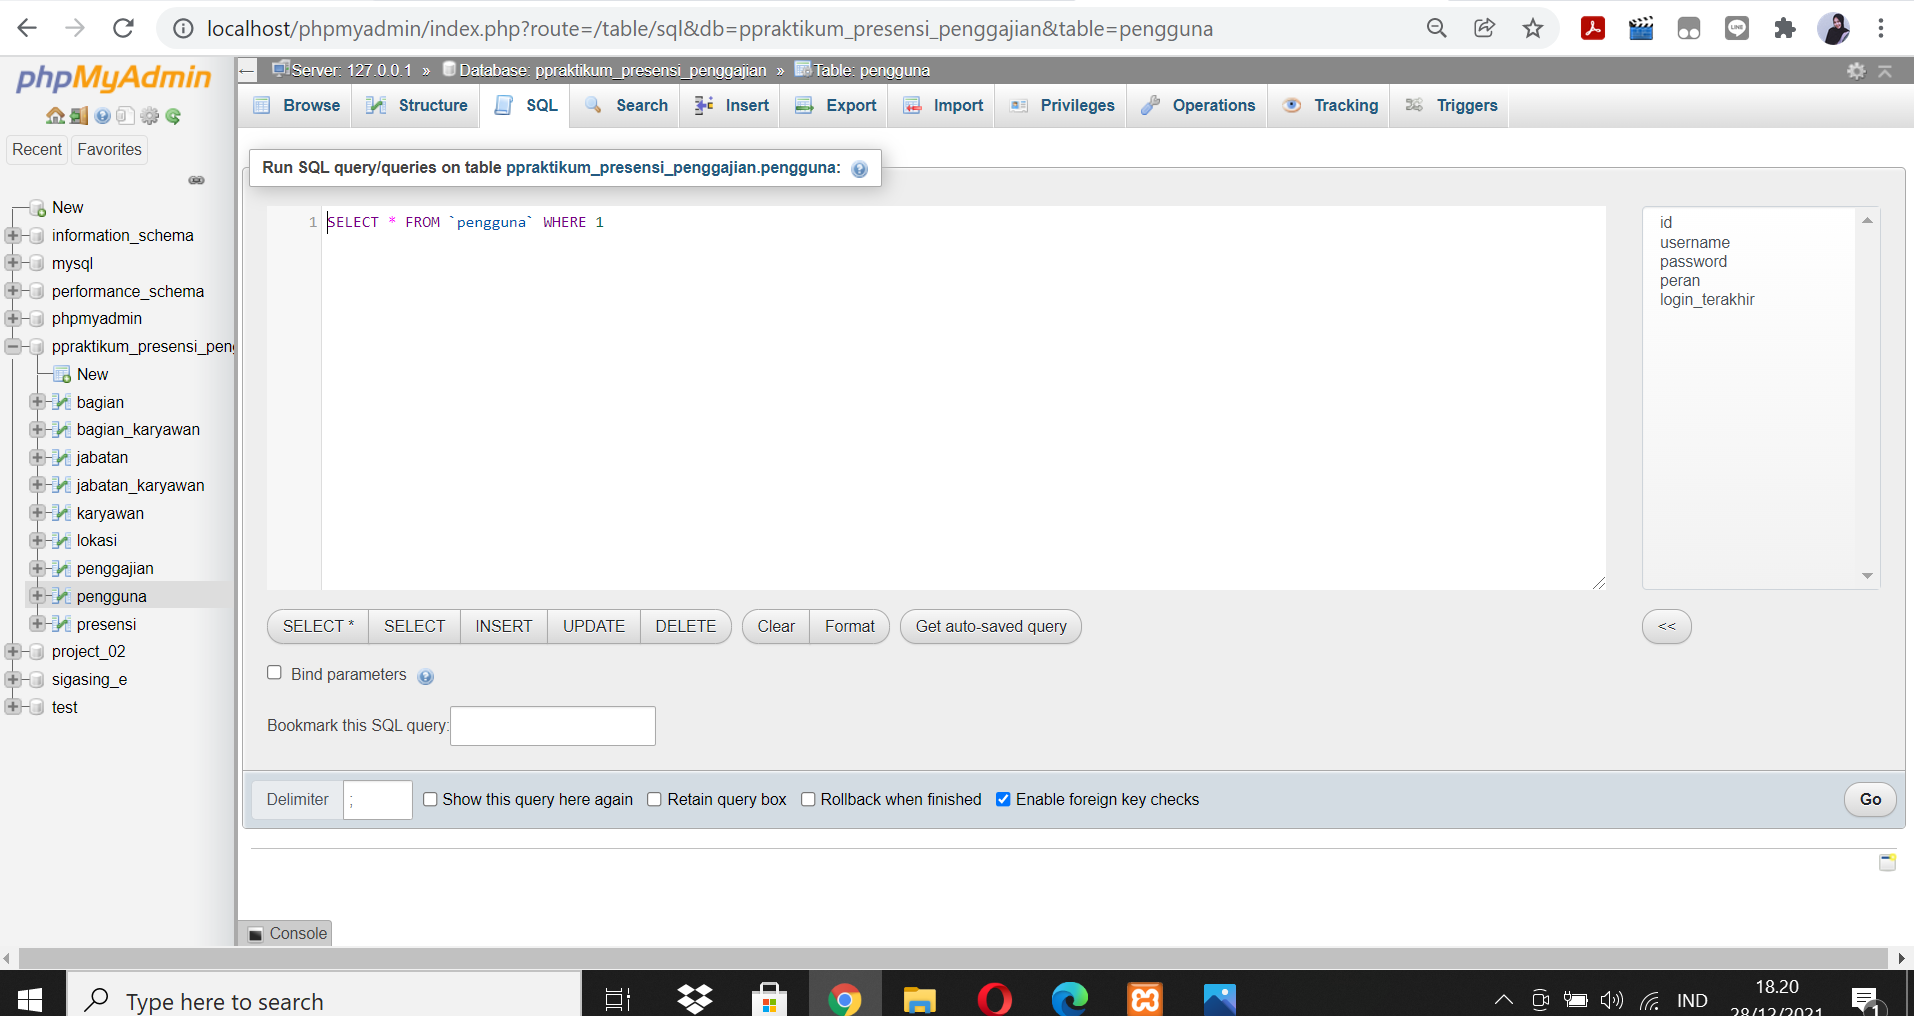 localhost/phpmyadmin/index.php?route=/table/sql&db=ppraktikum_presensi_penggajian&table=pengguna
phpMyAdmin
Recent Favorites
New
information_schema
mysql
performance_schema
phpmyadmin
ppraktikum_presensi_peng
New
bagian
bagian_karyawan
jabatan
jabatan_karyawan
karyawan
lokasi
penggajian
pengguna
presensi
project_02
sigasing_e
test
Server: 127.0.0.1 » Database: ppraktikum_presensi_penggajian » Table: pengguna
Browse Structure SQL Search Insert Export Import Privileges Operations Tracking Triggers
Run SQL query/queries on table ppraktikum_presensi_penggajian.pengguna:
1 SELECT * FROM `pengguna` WHERE 1
id
username
password
peran
login_terakhir
SELECT * SELECT INSERT UPDATE DELETE Clear Format Get auto-saved query <<
Bind parameters
Bookmark this SQL query:
Delimiter ; Show this query here again Retain query box Rollback when finished Enable foreign key checks Go
Console
Type here to search
IND
18.20
28/12/2021
1